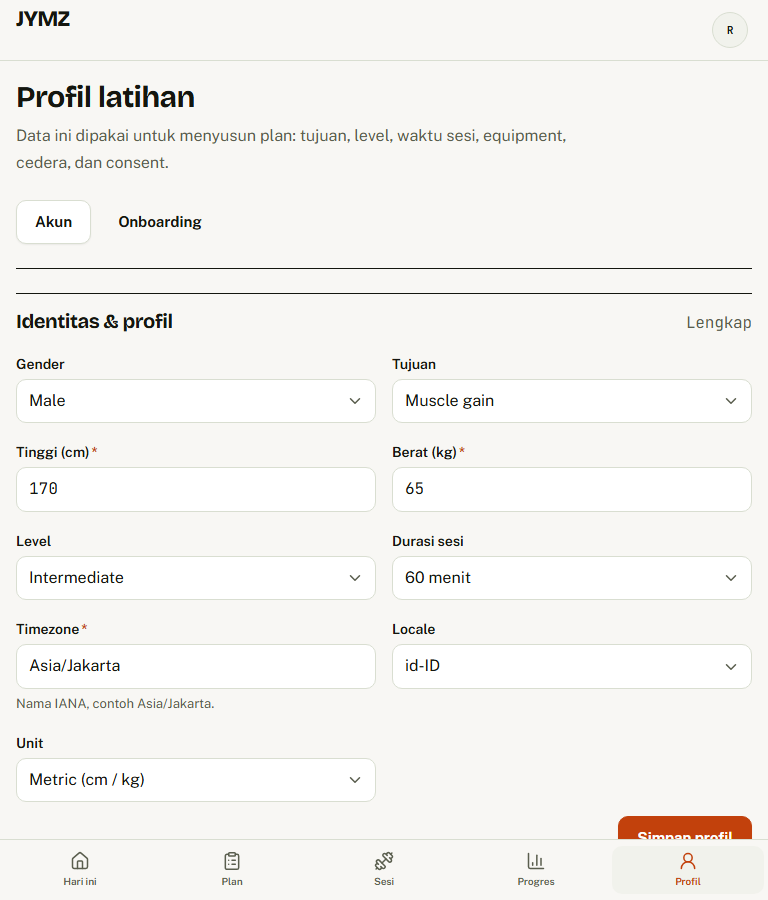 JYMZ
R
Profil latihan
Data ini dipakai untuk menyusun plan: tujuan, level, waktu sesi, equipment,
cedera, dan consent.
Akun Onboarding
Identitas & profil Lengkap
Gender Tujuan
Male Muscle gain
Tinggi (cm) * Berat (kg) *
170 65
Level Durasi sesi
Intermediate 60 menit
Timezone * Locale
Asia/Jakarta id-ID
Nama IANA, contoh Asia/Jakarta.
Unit
Metric (cm / kg)
Simpan profil
Hari ini Plan Sesi Progres Profil